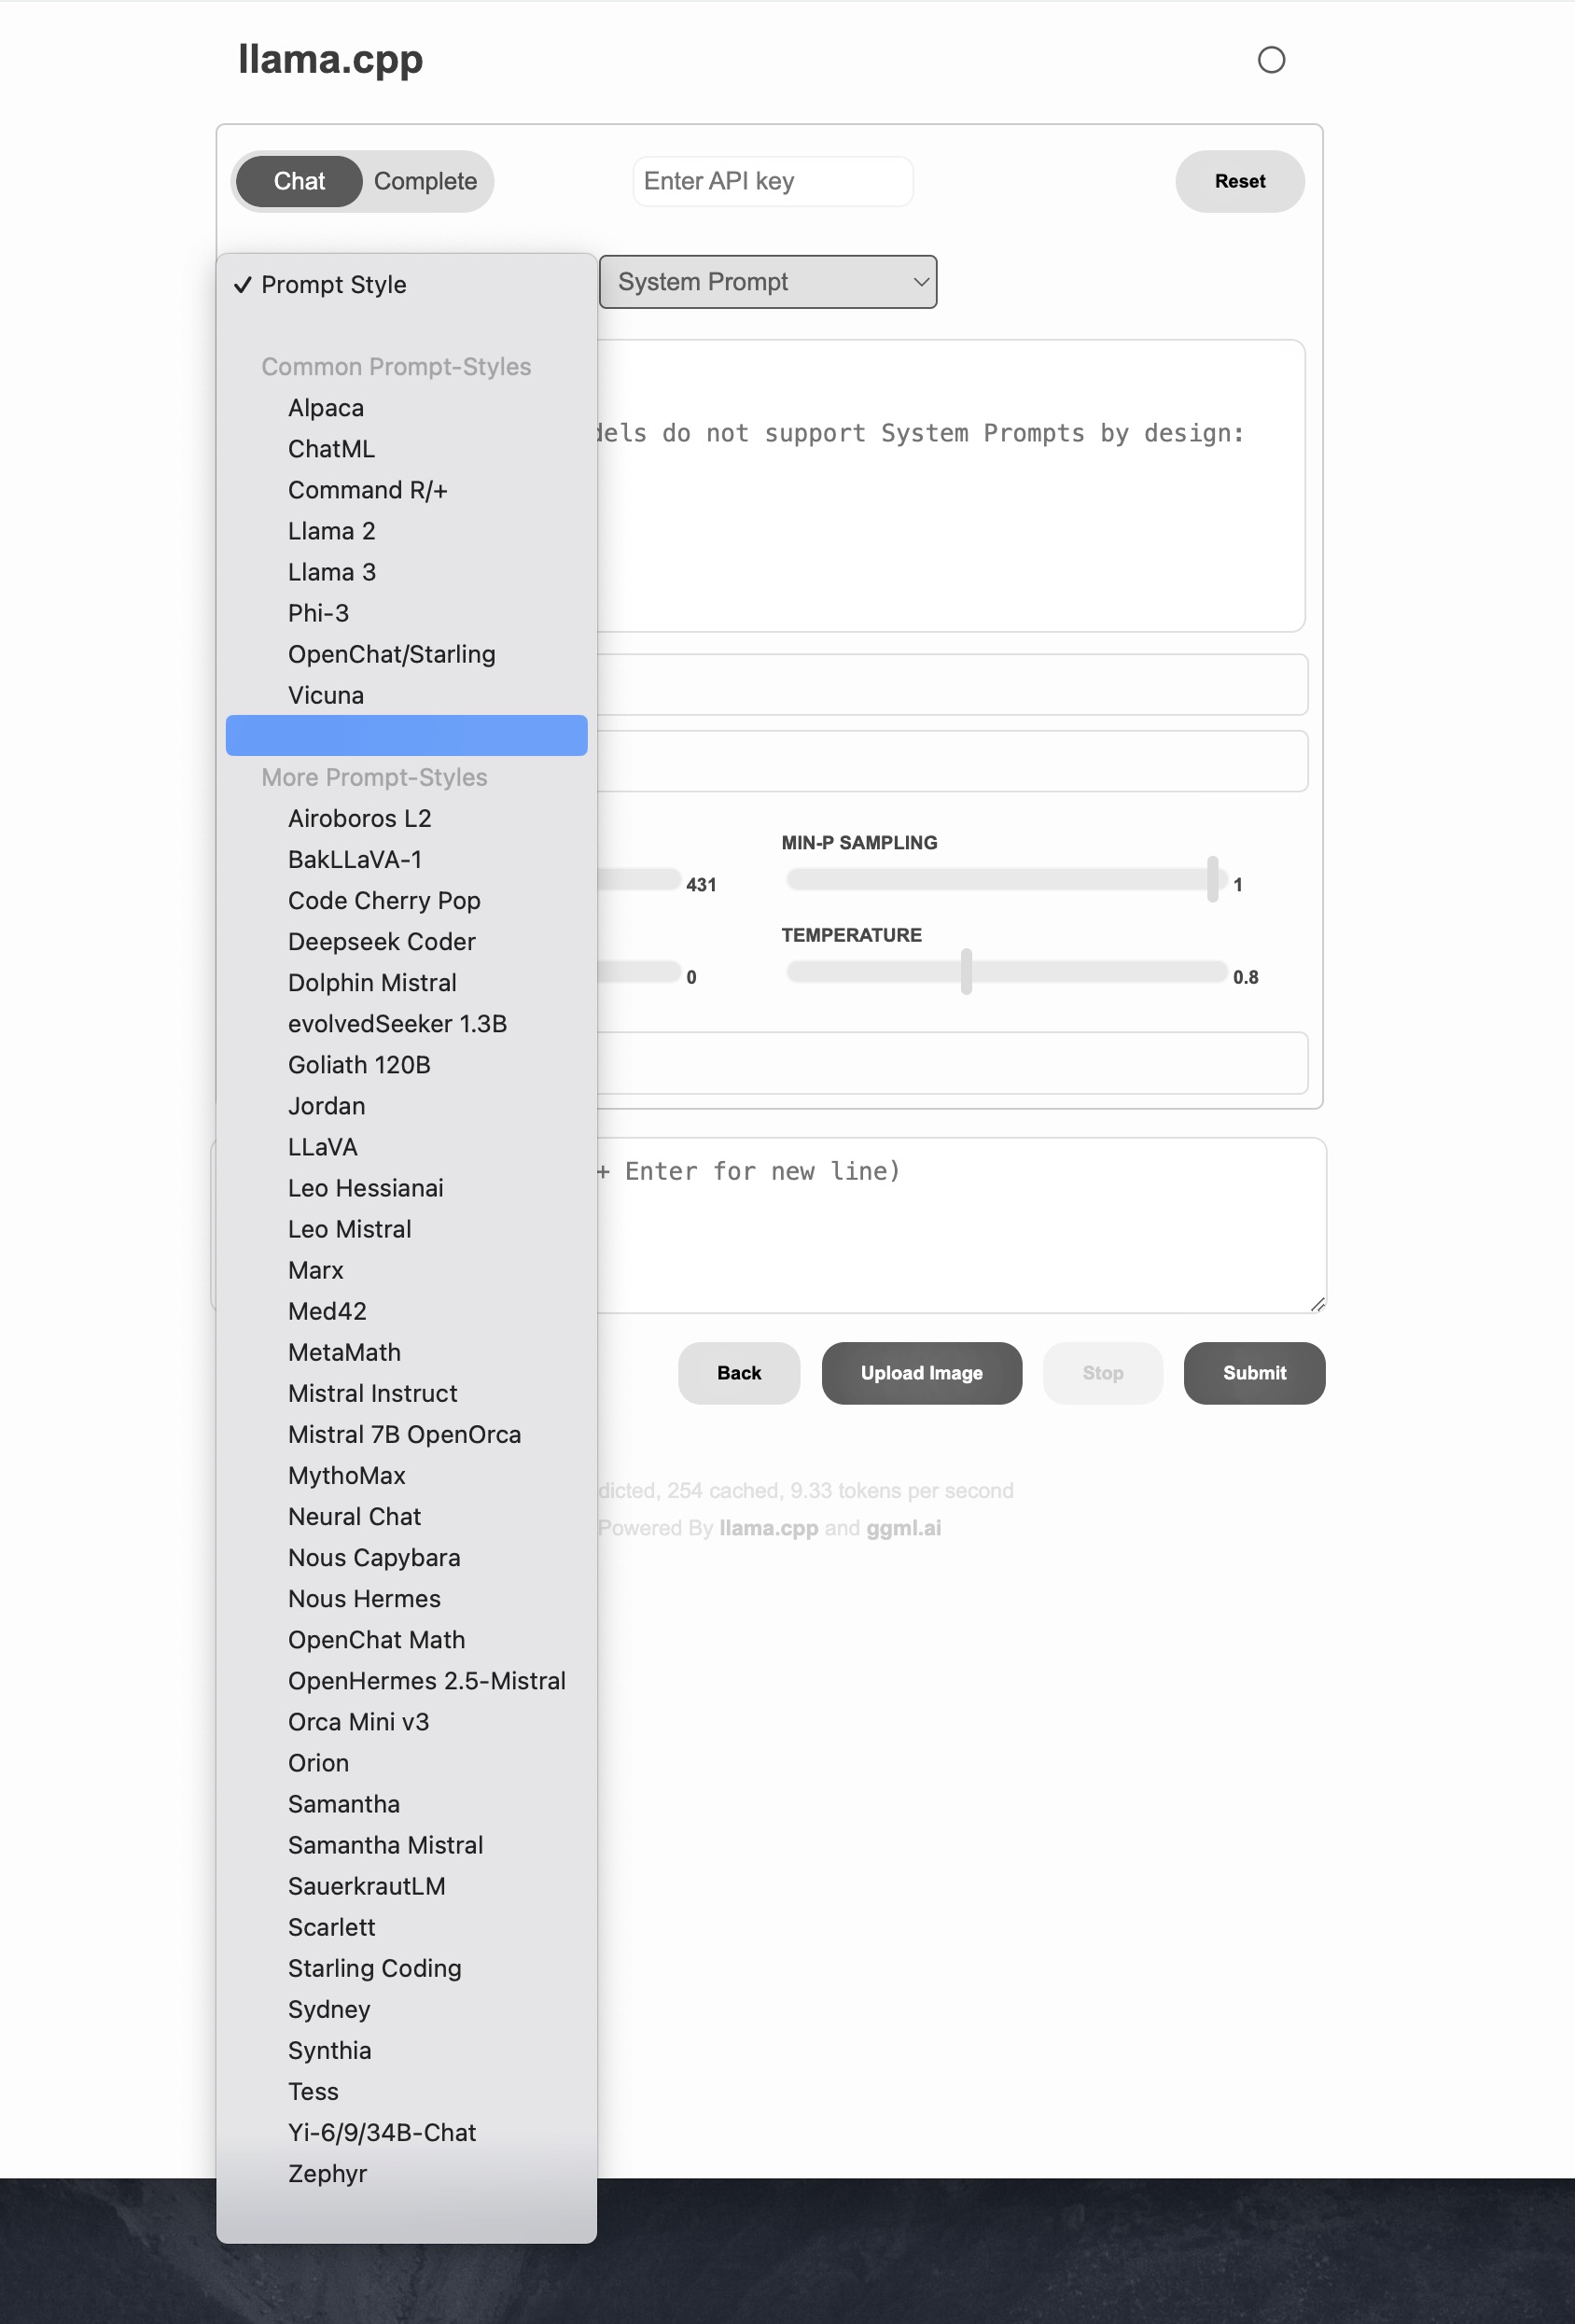 llama.cpp
Chat Complete Enter API key Reset
✓ Prompt Style
System Prompt
Common Prompt-Styles
Alpaca
ChatML
Command R/+
Llama 2
Llama 3
Phi-3
OpenChat/Starling
Vicuna
More Prompt-Styles
Airoboros L2
BakLLaVA-1
Code Cherry Pop
Deepseek Coder
Dolphin Mistral
evolvedSeeker 1.3B
Goliath 120B
Jordan
LLaVA
Leo Hessianai
Leo Mistral
Marx
Med42
MetaMath
Mistral Instruct
Mistral 7B OpenOrca
MythoMax
Neural Chat
Nous Capybara
Nous Hermes
OpenChat Math
OpenHermes 2.5-Mistral
Orca Mini v3
Orion
Samantha
Samantha Mistral
SauerkrautLM
Scarlett
Starling Coding
Sydney
Synthia
Tess
Yi-6/9/34B-Chat
Zephyr
do not support System Prompts by design:
431
MIN-P SAMPLING
1
0
TEMPERATURE
0.8
+ Enter for new line)
Back Upload Image Stop Submit
254 cached, 9.33 tokens per second
Powered By llama.cpp and ggml.ai